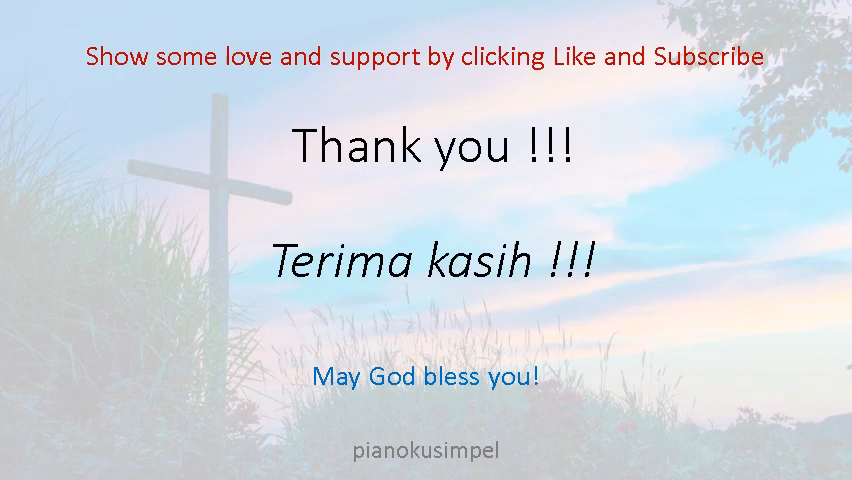 Show some love and support by clicking Like and Subscribe
Thank you !!!
Terima kasih !!!
May God bless you!
pianokusimpel